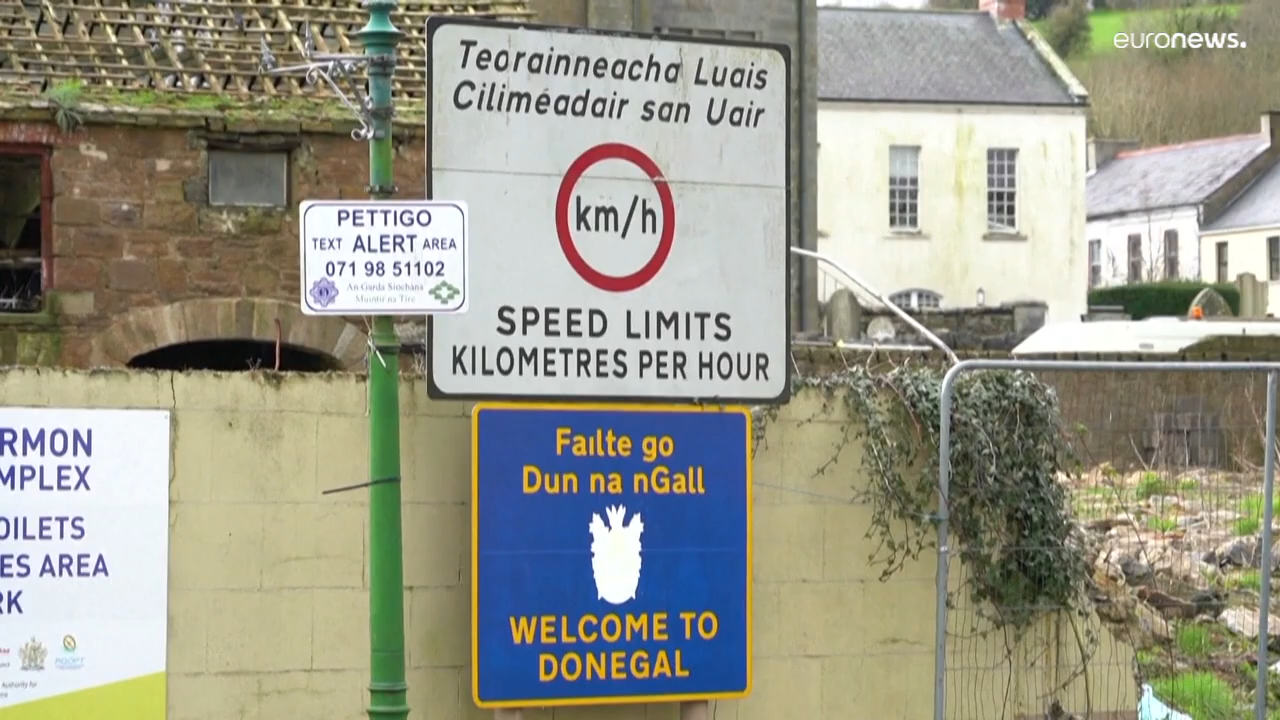 euronews.
Teorainneacha Luais
Ciliméadair san Uair
km/h
SPEED LIMITS
KILOMETRES PER HOUR
PETTIGO
TEXT ALERT AREA
071 98 51102
An Garda Síochána
Muintir na Tíre
Failte go
Dun na nGall
WELCOME TO
DONEGAL
RMON
MPLEX
OILETS
ES AREA
RK